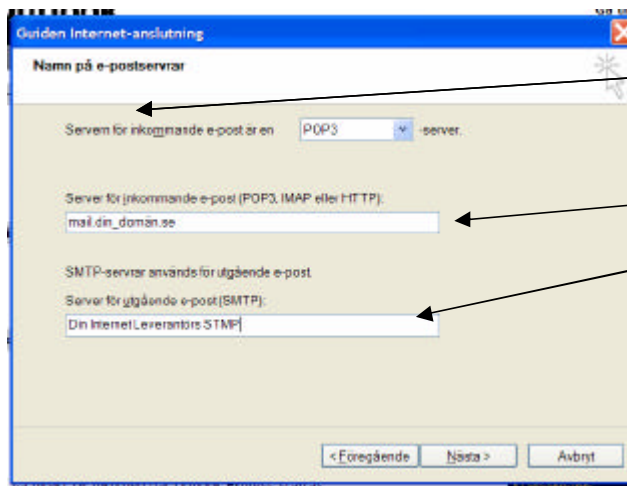 Guiden Internet-anslutning
Namn på e-postservrar
Servern för inkommande e-post är en POP3 -server.
Server för inkommande e-post (POP3, IMAP eller HTTP):
mail.din_domän.se
SMTP-servrar används för utgående e-post.
Server för utgående e-post (SMTP):
Din Internet Leverantörs STMP
< Föregående Nästa > Avbryt